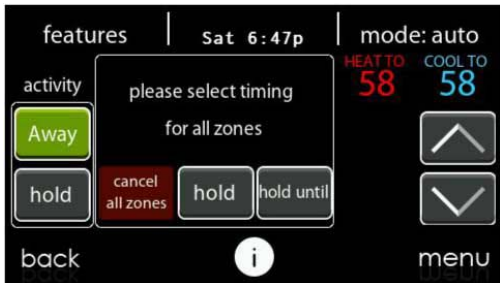 features
Sat 6:47p
mode: auto
HEAT TO
58
COOL TO
58
activity
Away
hold
please select timing
for all zones
cancel
all zones
hold
hold until
back
i
menu